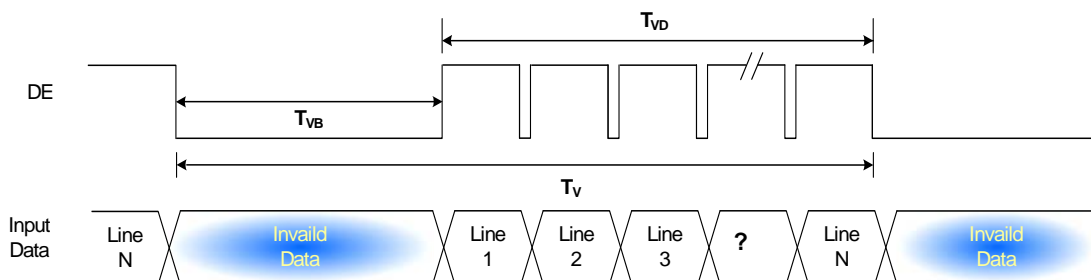 TVD
DE
TVB
TV
Input
Data
Line
N
Invaild
Data
Line
1
Line
2
Line
3
?
Line
N
Invaild
Data